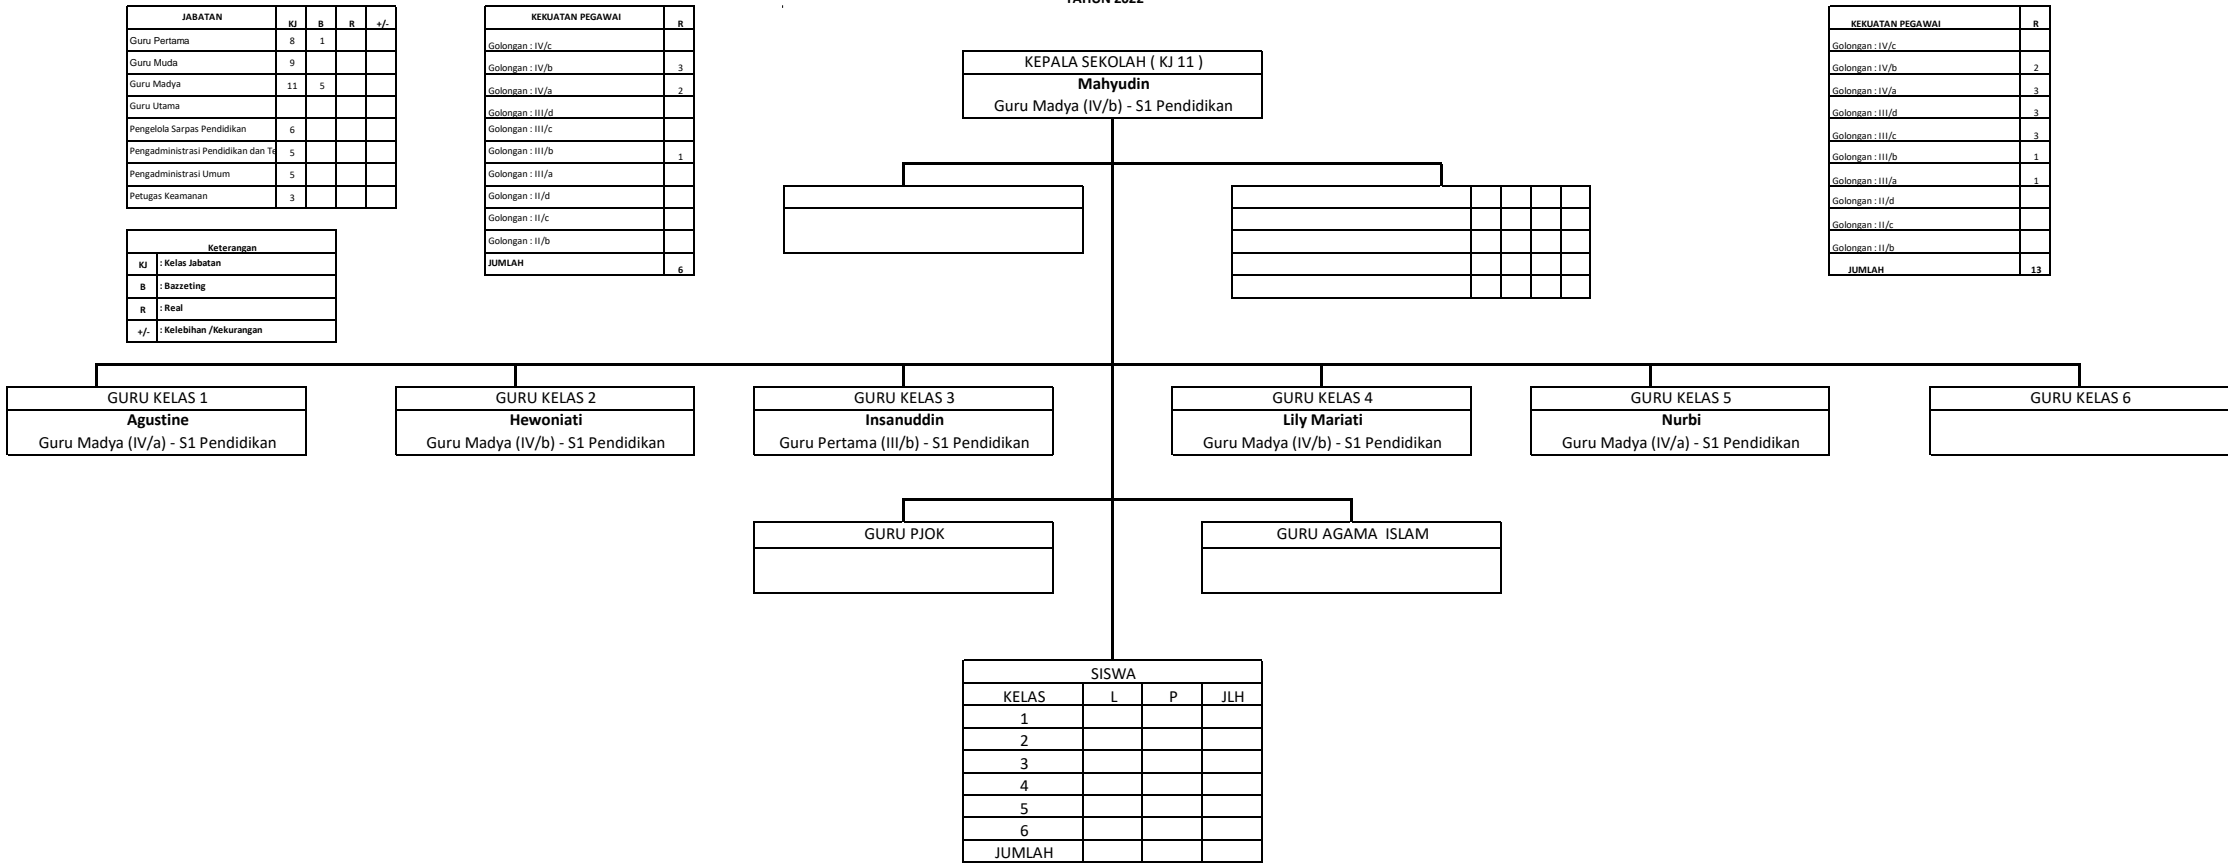 TAHUN 2022
JABATAN KJ B R +/-
Guru Pertama 8 1
Guru Muda 9
Guru Madya 11 5
Guru Utama
Pengelola Sarpas Pendidikan 6
Pengadministrasi Pendidikan dan Te 5
Pengadministrasi Umum 5
Petugas Keamanan 3
Keterangan
KJ : Kelas Jabatan
B : Bazzeting
R : Real
+/- : Kelebihan /Kekurangan
KEKUATAN PEGAWAI R
Golongan : IV/c
Golongan : IV/b 3
Golongan : IV/a 2
Golongan : III/d
Golongan : III/c
Golongan : III/b 1
Golongan : III/a
Golongan : II/d
Golongan : II/c
Golongan : II/b
JUMLAH 6
KEPALA SEKOLAH ( KJ 11 )
Mahyudin
Guru Madya (IV/b) - S1 Pendidikan
KEKUATAN PEGAWAI R
Golongan : IV/c
Golongan : IV/b 2
Golongan : IV/a 3
Golongan : III/d 3
Golongan : III/c 3
Golongan : III/b 1
Golongan : III/a 1
Golongan : II/d
Golongan : II/c
Golongan : II/b
JUMLAH 13
GURU KELAS 1
Agustine
Guru Madya (IV/a) - S1 Pendidikan
GURU KELAS 2
Hewoniati
Guru Madya (IV/b) - S1 Pendidikan
GURU KELAS 3
Insanuddin
Guru Pertama (III/b) - S1 Pendidikan
GURU KELAS 4
Lily Mariati
Guru Madya (IV/b) - S1 Pendidikan
GURU KELAS 5
Nurbi
Guru Madya (IV/a) - S1 Pendidikan
GURU KELAS 6
GURU PJOK
GURU AGAMA ISLAM
SISWA
KELAS L P JLH
1
2
3
4
5
6
JUMLAH